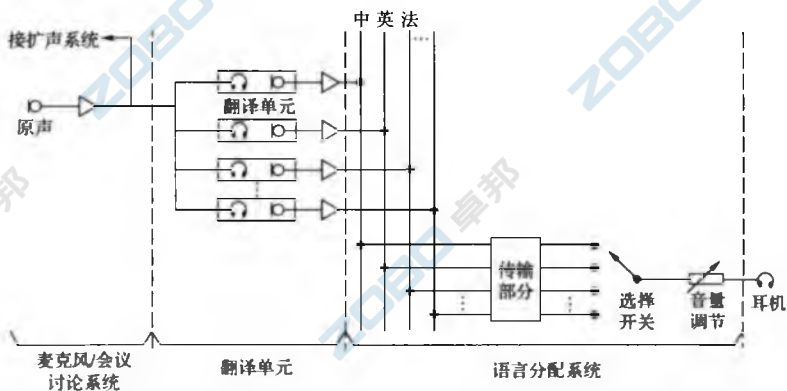 中 英 法
接扩声系统
原声
翻译单元
传输
部分
选择
开关
音量
调节
耳机
麦克风/会议
讨论系统
翻译单元
语言分配系统
ZOBO
ZOBO
ZOBO 卓邦
ZOBO
邦